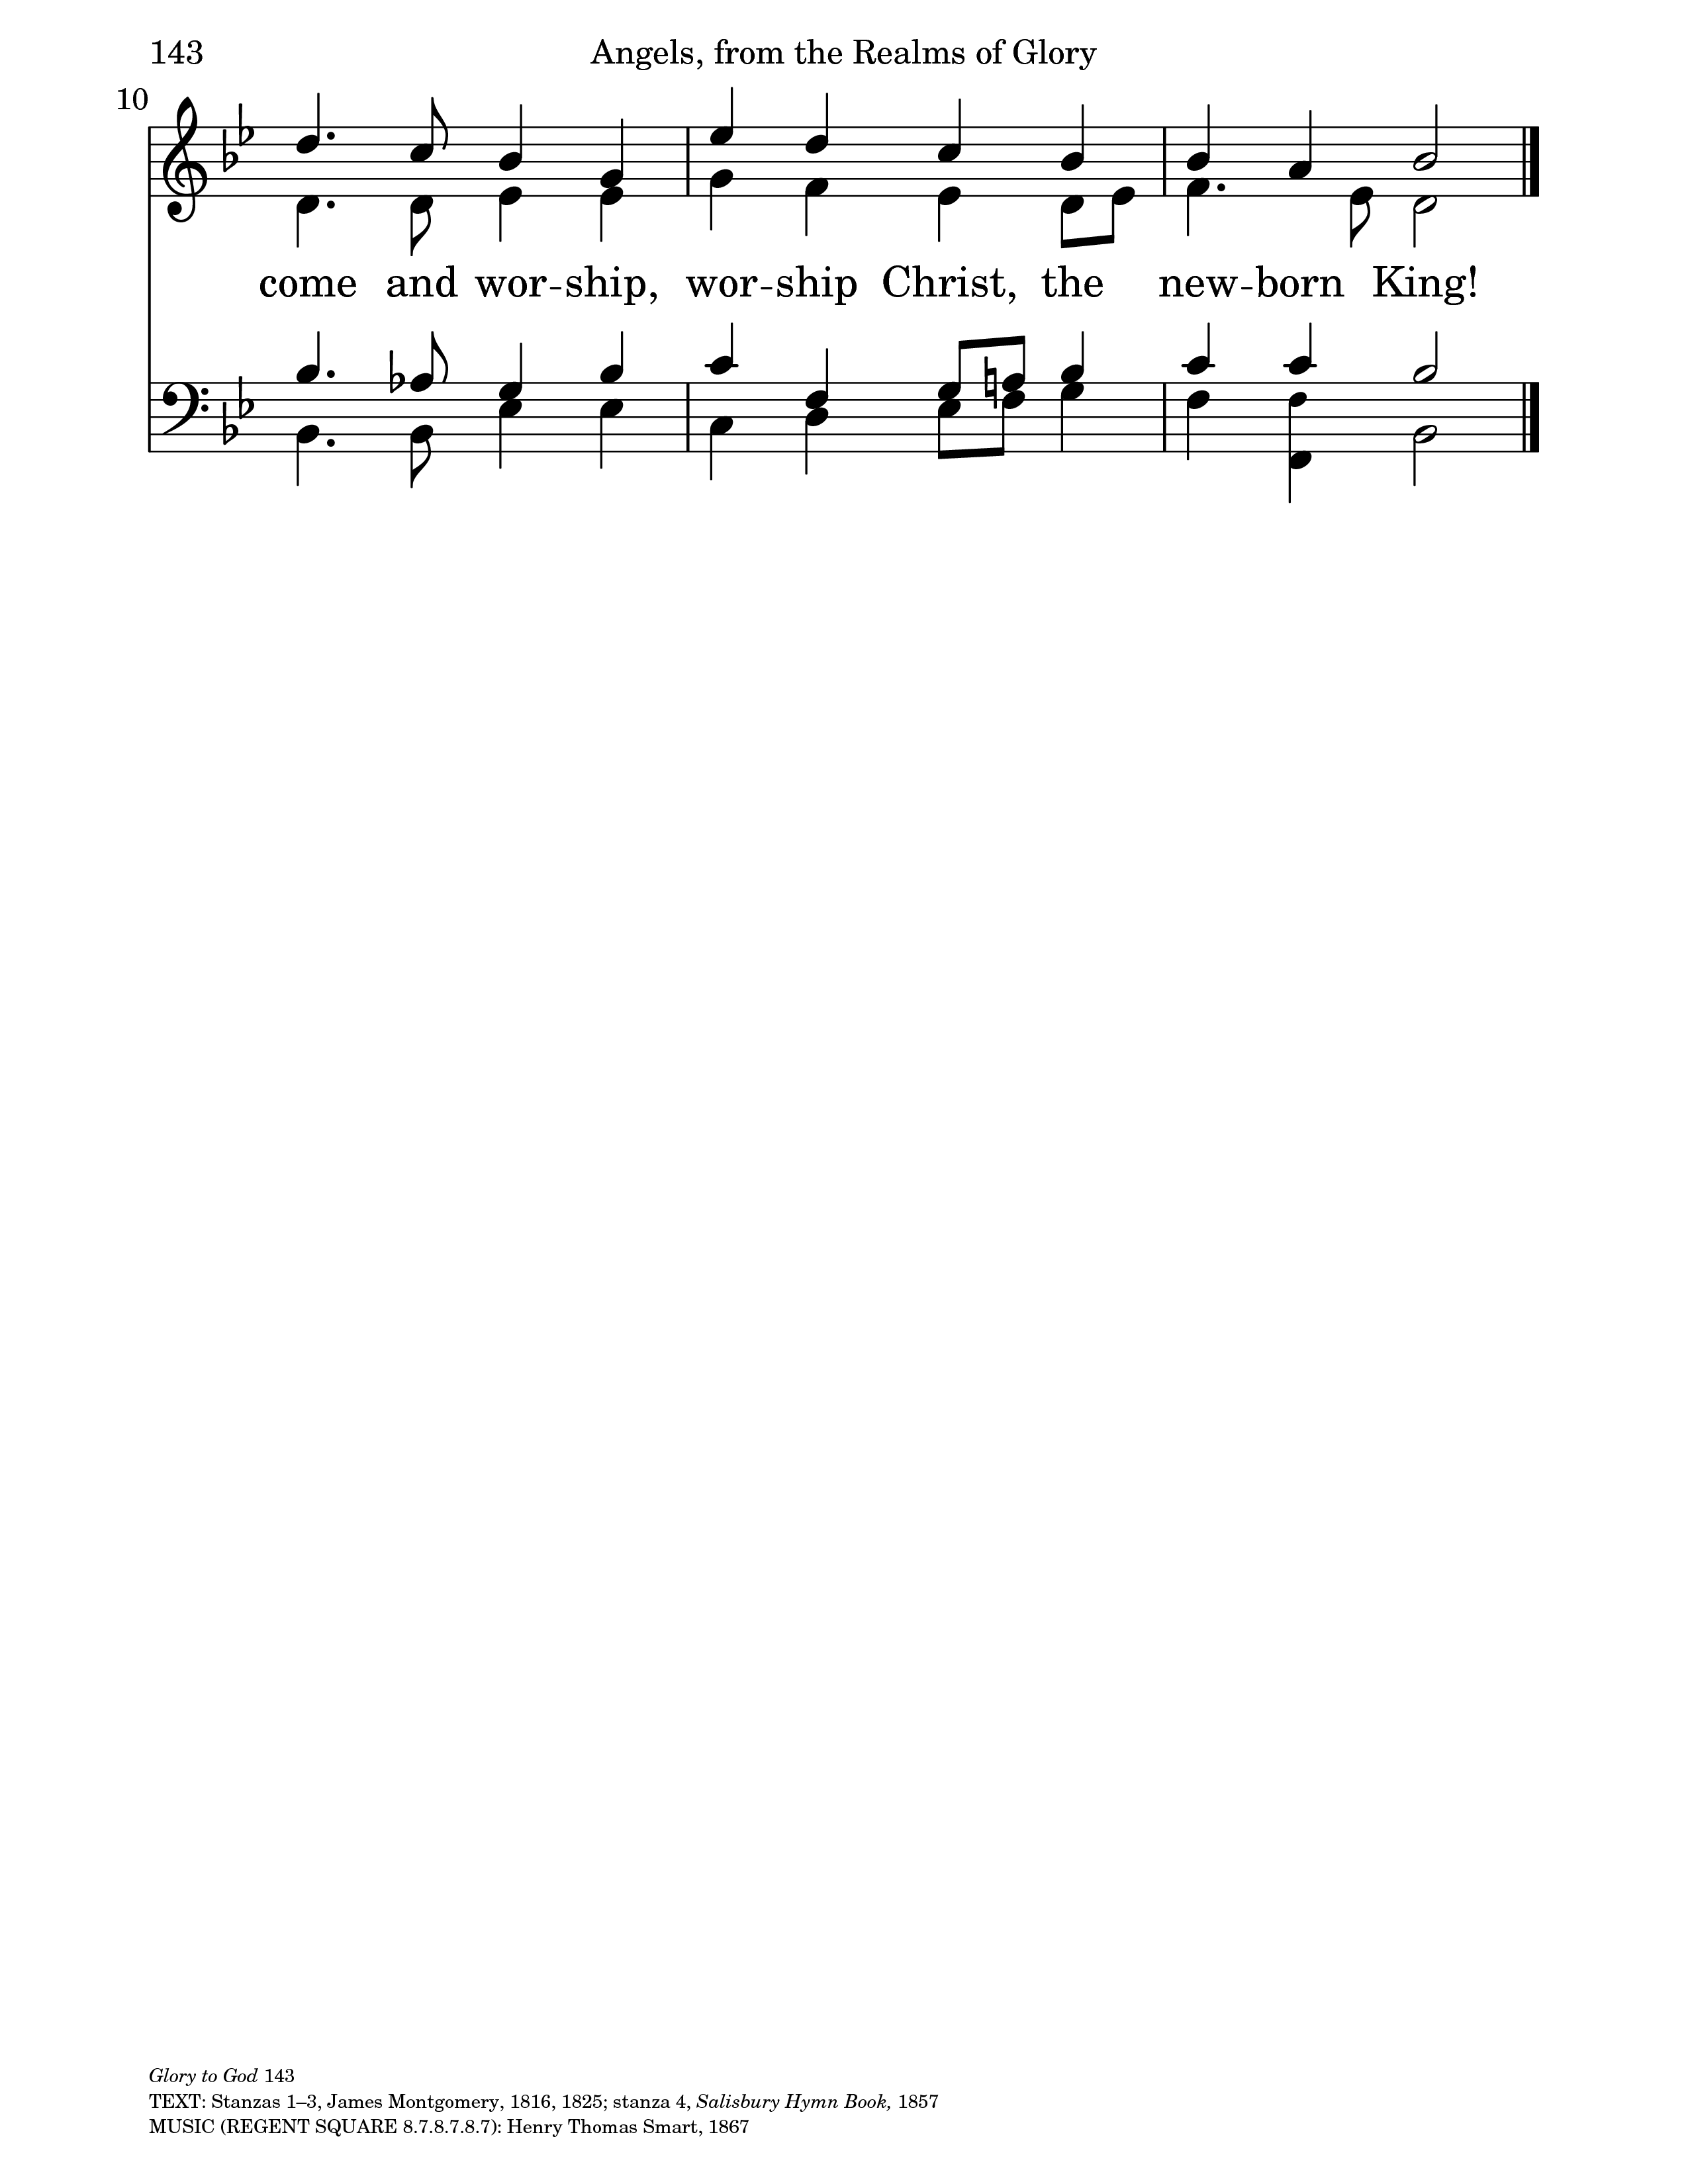 143 Angels, from the Realms of Glory
10
come and wor - ship, wor - ship Christ, the new - born King!
Glory to God 143
TEXT: Stanzas 1–3, James Montgomery, 1816, 1825; stanza 4, Salisbury Hymn Book, 1857
MUSIC (REGENT SQUARE 8.7.8.7.8.7): Henry Thomas Smart, 1867